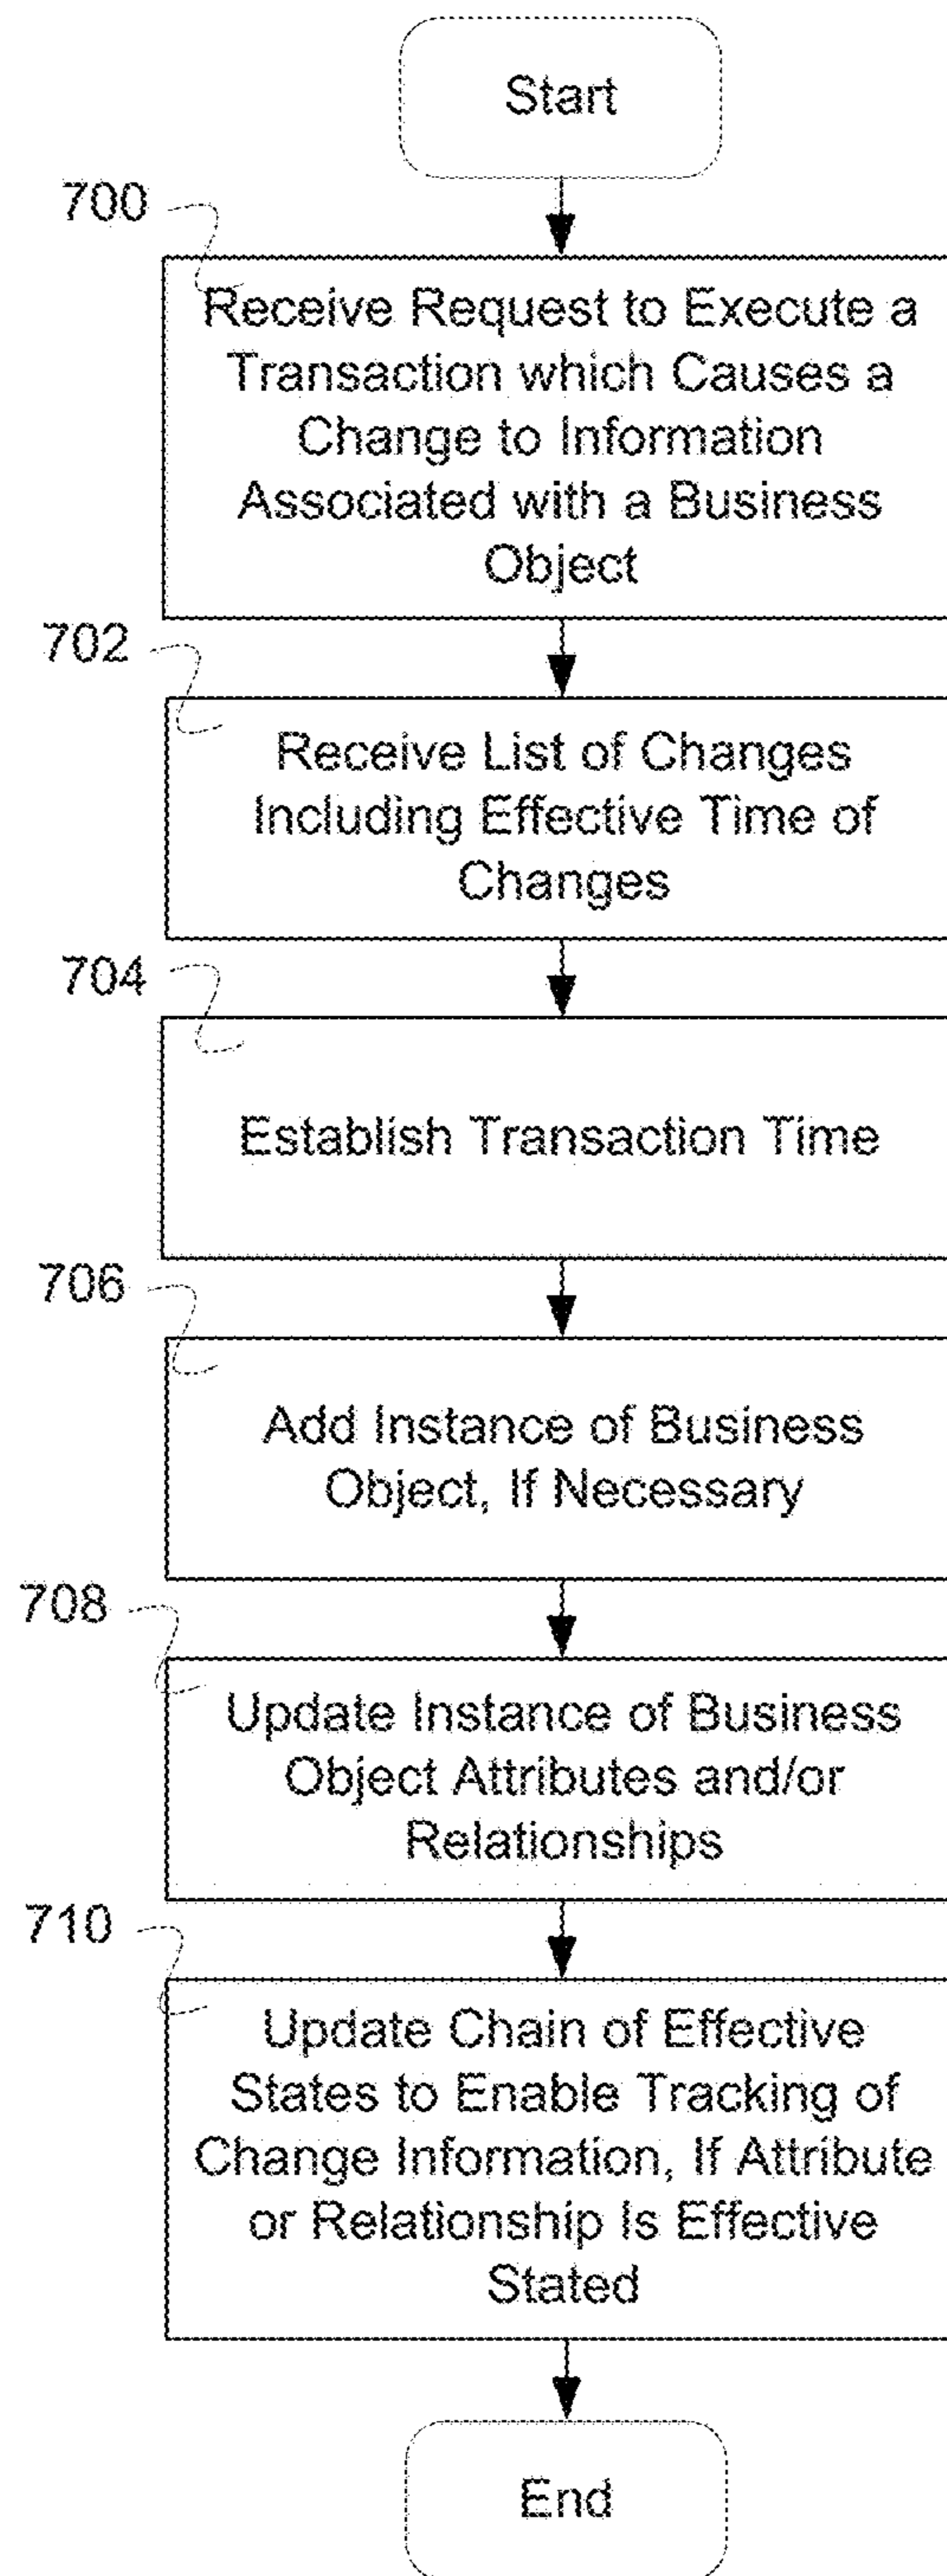 Start
700
Receive Request to Execute a
Transaction which Causes a
Change to Information
Associated with a Business
Object
702
Receive List of Changes
Including Effective Time of
Changes
704
Establish Transaction Time
706
Add Instance of Business
Object, If Necessary
708
Update Instance of Business
Object Attributes and/or
Relationships
710
Update Chain of Effective
States to Enable Tracking of
Change Information, If Attribute
or Relationship Is Effective
Stated
End